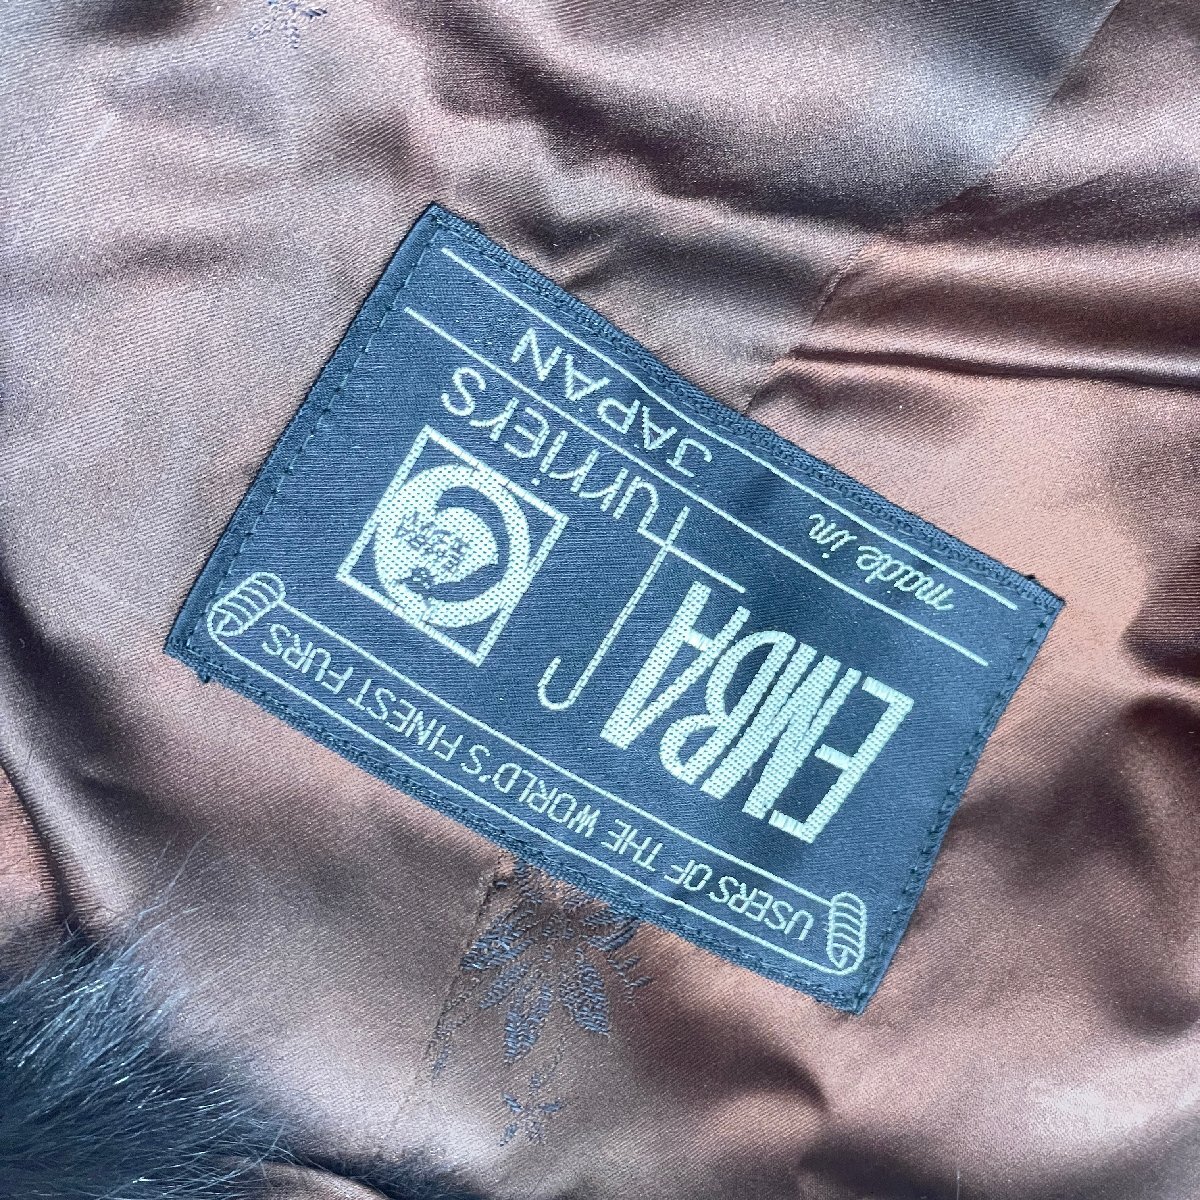 USERS OF THE WORLD'S FINEST FURS
EMBA
furriers
made in JAPAN